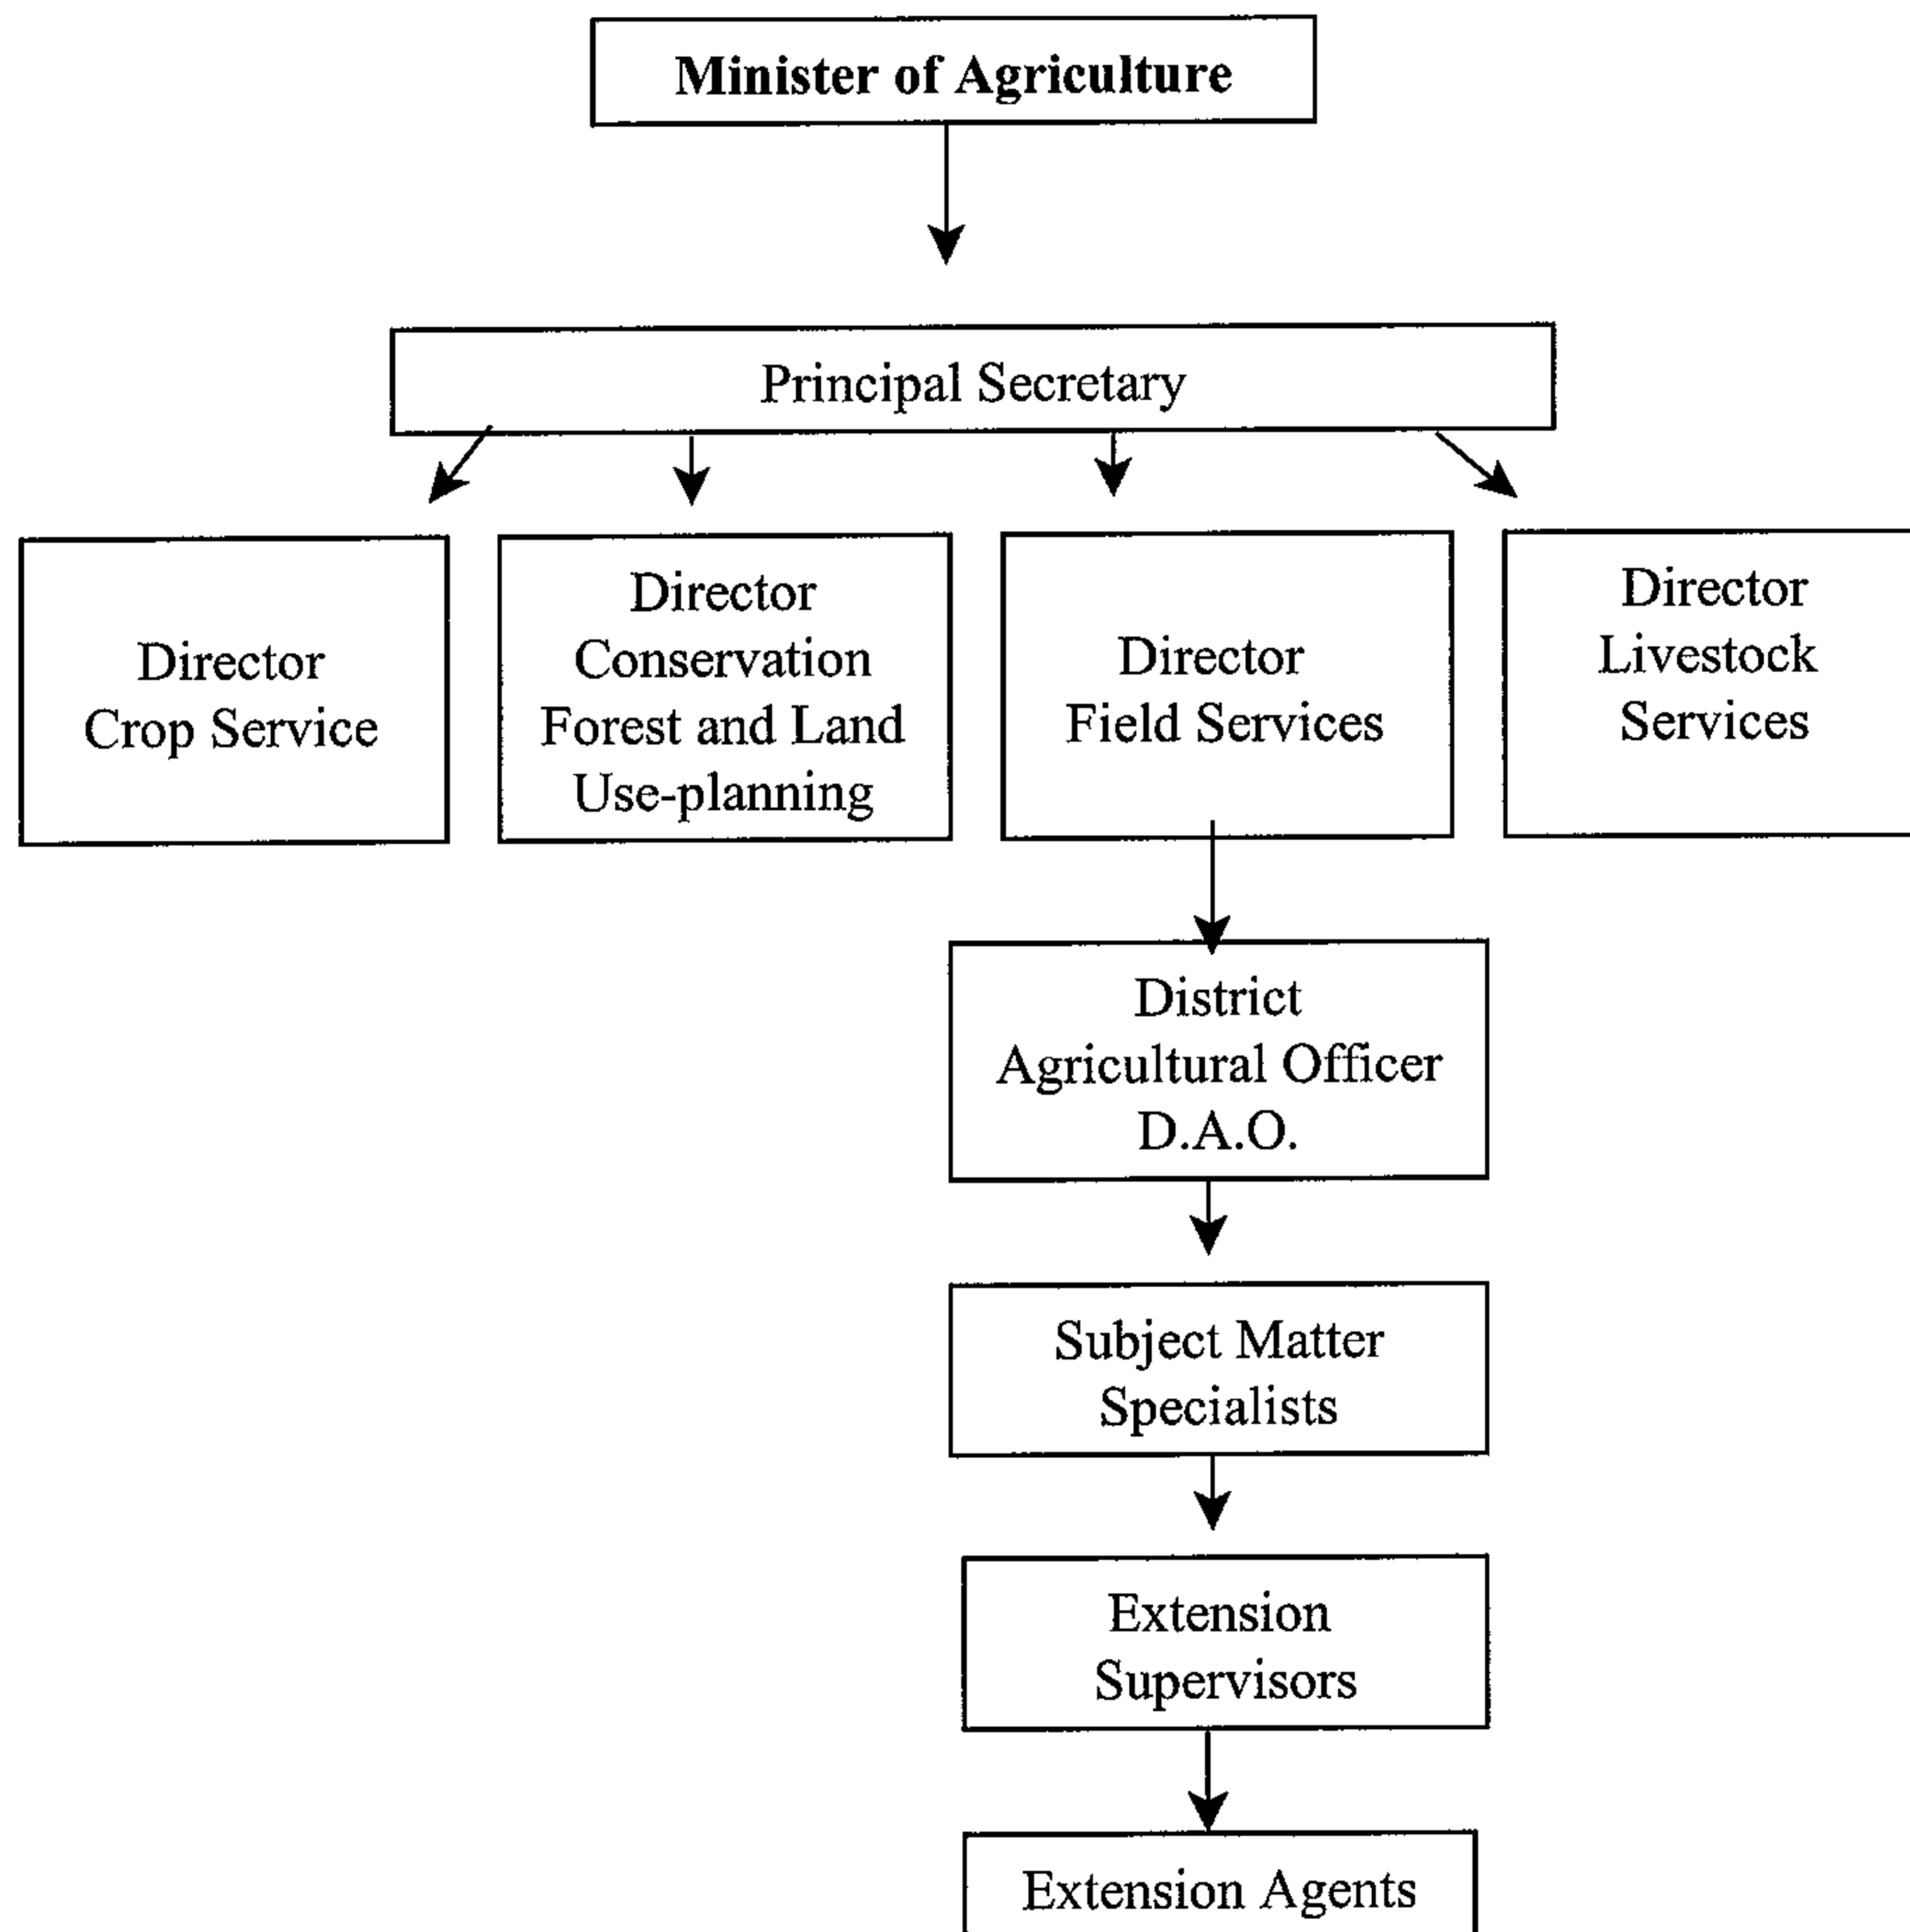 Minister of Agriculture
Principal Secretary
Director
Crop Service
Director
Conservation
Forest and Land
Use-planning
Director
Field Services
Director
Livestock
Services
District
Agricultural Officer
D.A.O.
Subject Matter
Specialists
Extension
Supervisors
Extension Agents